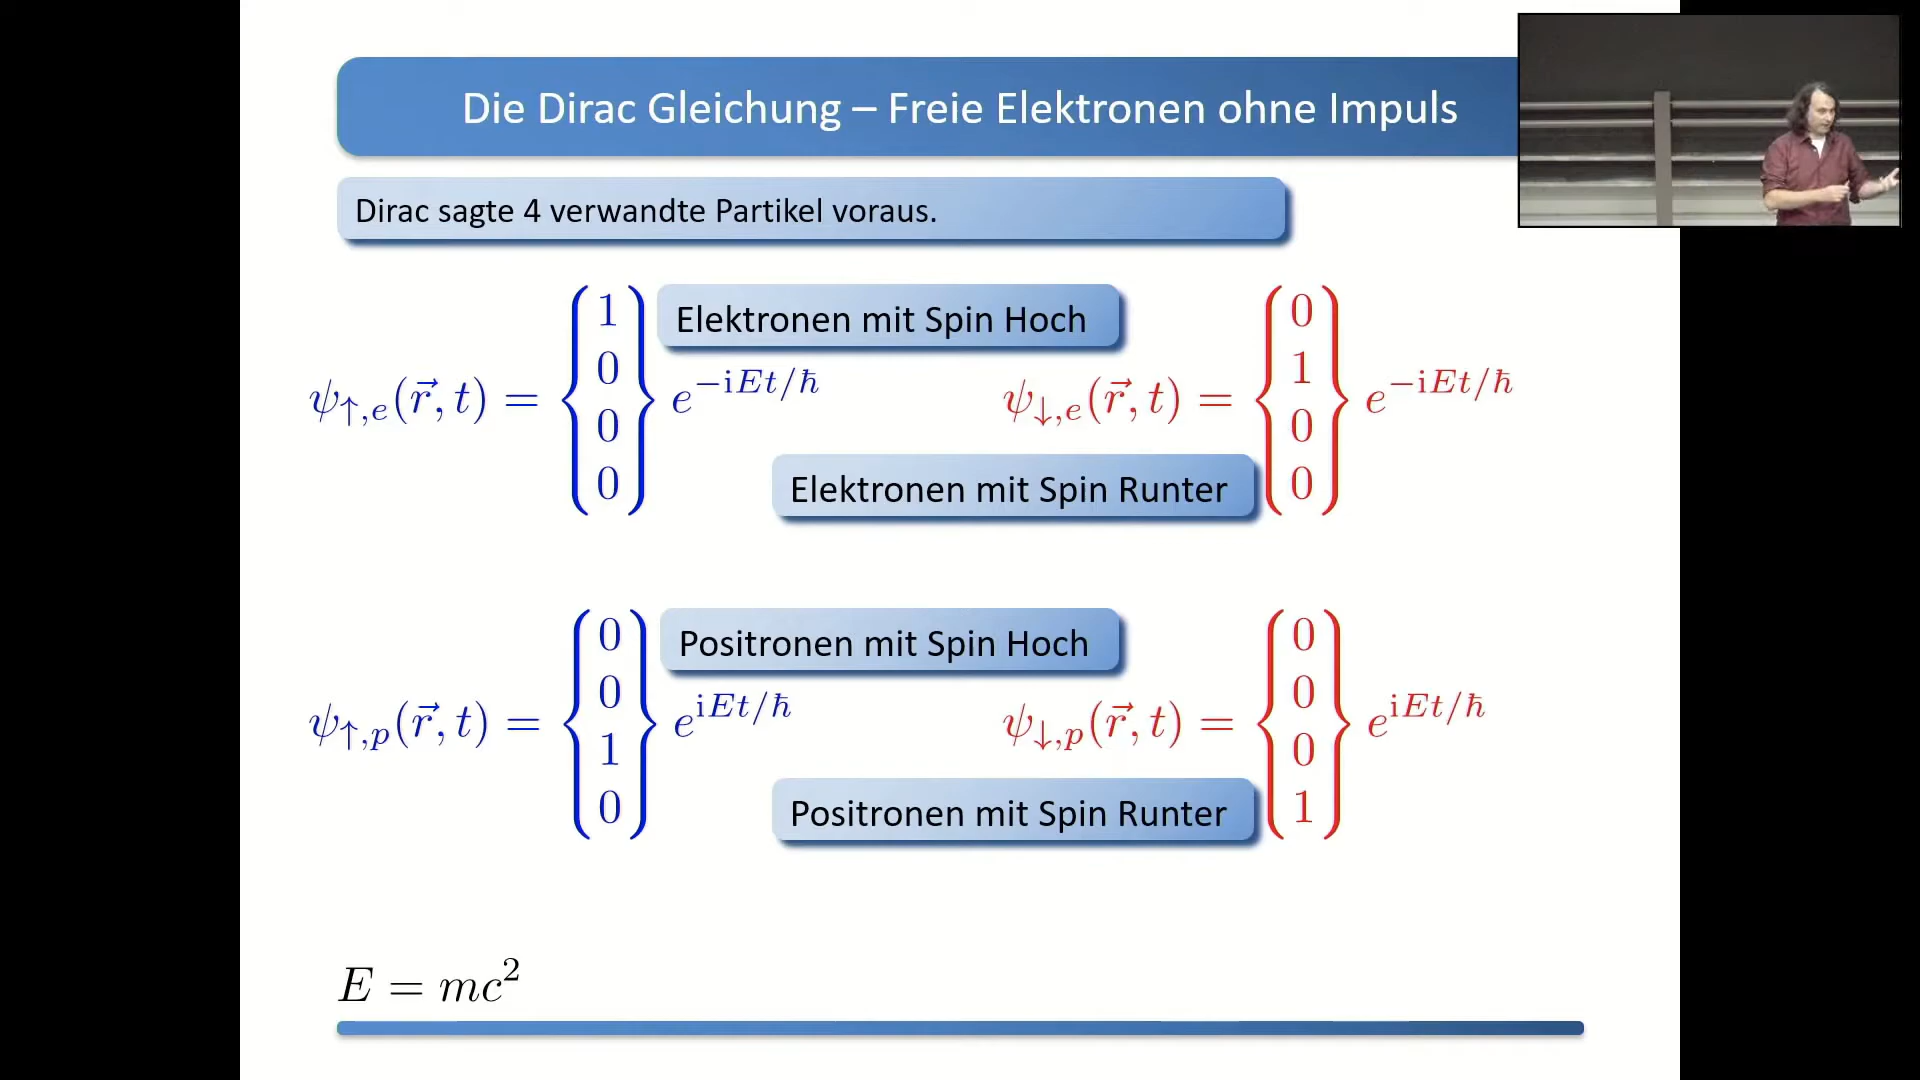 Die Dirac Gleichung – Freie Elektronen ohne Impuls
Dirac sagte 4 verwandte Partikel voraus.
Elektronen mit Spin Hoch
ψ↑,e(r⃗, t) = {1 0 0 0} e^{−iEt/ħ}
ψ↓,e(r⃗, t) = {0 1 0 0} e^{−iEt/ħ}
Elektronen mit Spin Runter
Positronen mit Spin Hoch
ψ↑,p(r⃗, t) = {0 0 1 0} e^{iEt/ħ}
ψ↓,p(r⃗, t) = {0 0 0 1} e^{iEt/ħ}
Positronen mit Spin Runter
E = mc²